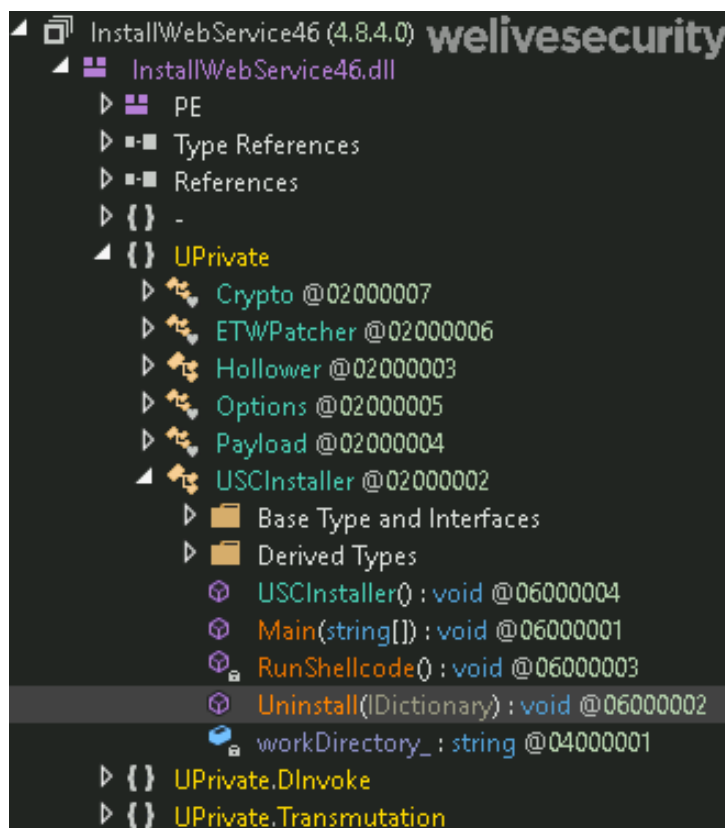 InstallWebService46 (4.8.4.0) welivesecurity
InstallWebService46.dll
PE
Type References
References
{ } -
{ } UPrivate
Crypto @02000007
ETWPatcher @02000006
Hollower @02000003
Options @02000005
Payload @02000004
USCInstaller @02000002
Base Type and Interfaces
Derived Types
USCInstaller() : void @06000004
Main(string[]) : void @06000001
RunShellcode() : void @06000003
Uninstall(IDictionary) : void @06000002
workDirectory_ : string @04000001
{ } UPrivate.DInvoke
{ } UPrivate.Transmutation